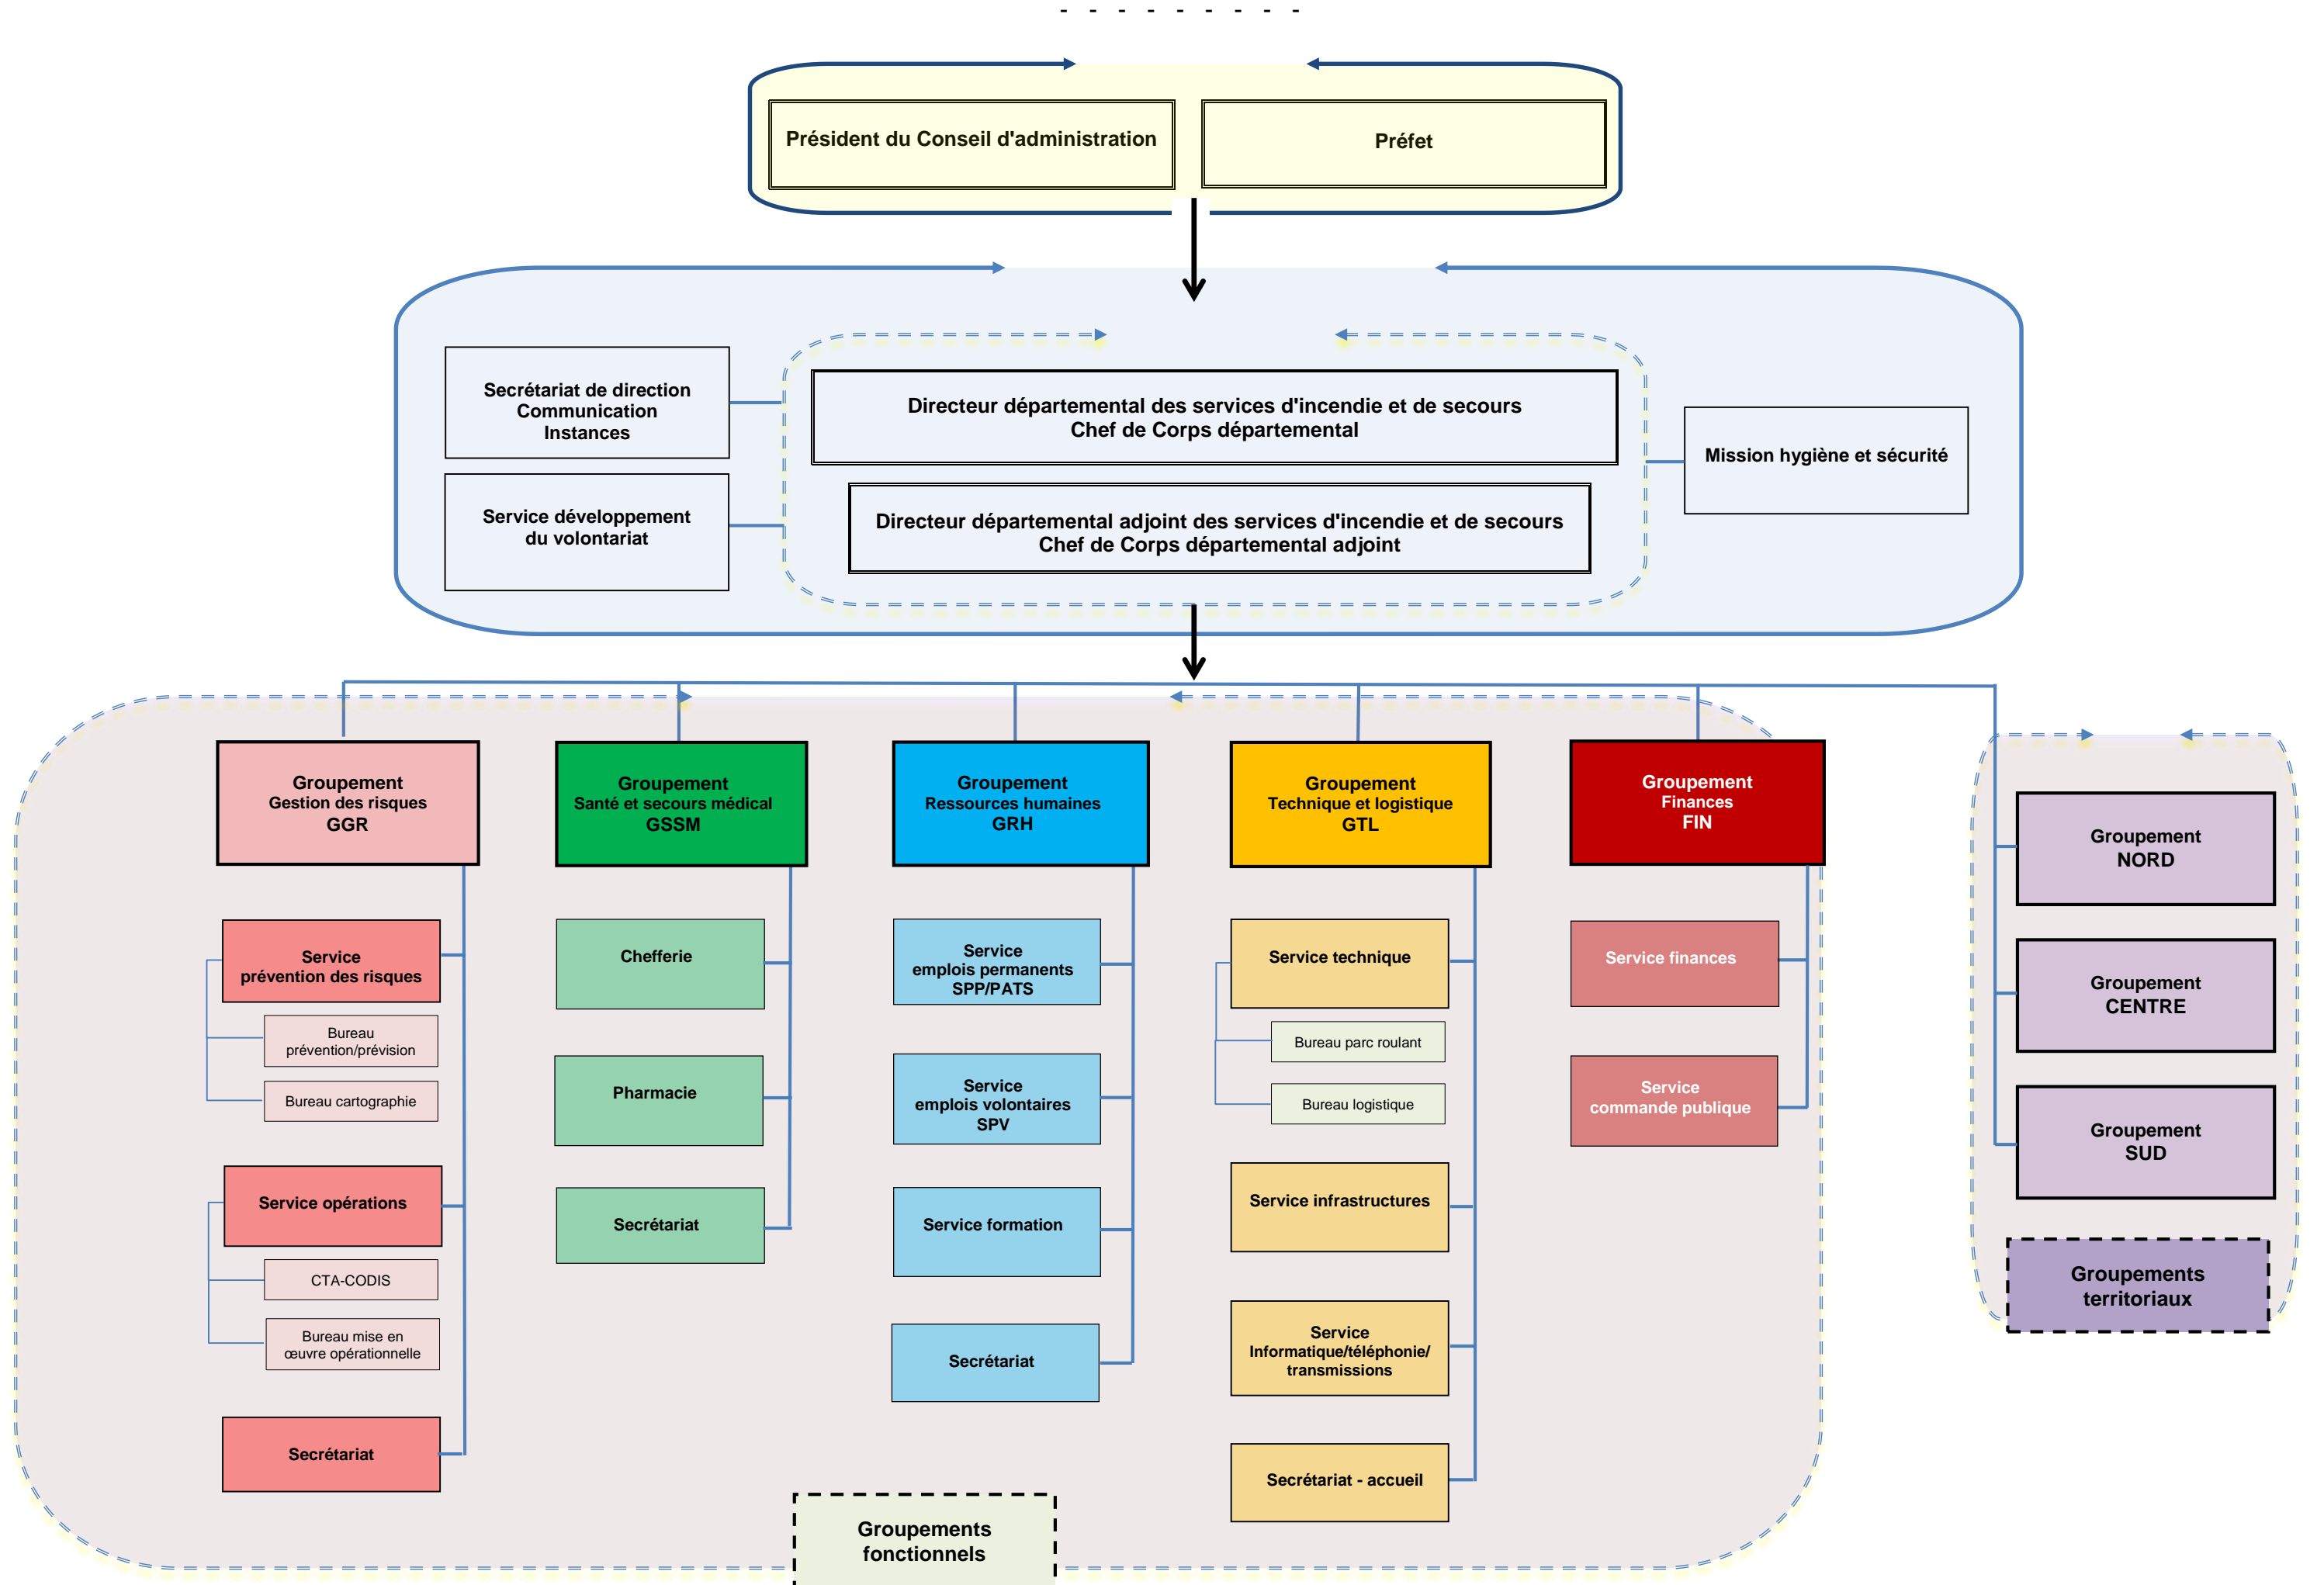 - - - - - - - - -
Président du Conseil d'administration
Préfet
Secrétariat de direction
Communication
Instances
Service développement
du volontariat
Directeur départemental des services d'incendie et de secours
Chef de Corps départemental
Directeur départemental adjoint des services d'incendie et de secours
Chef de Corps départemental adjoint
Mission hygiène et sécurité
Groupement
Gestion des risques
GGR
Service
prévention des risques
Bureau
prévention/prévision
Bureau cartographie
Service opérations
CTA-CODIS
Bureau mise en
œuvre opérationnelle
Secrétariat
Groupement
Santé et secours médical
GSSM
Chefferie
Pharmacie
Secrétariat
Groupement
Ressources humaines
GRH
Service
emplois permanents
SPP/PATS
Service
emplois volontaires
SPV
Service formation
Secrétariat
Groupement
Technique et logistique
GTL
Service technique
Bureau parc roulant
Bureau logistique
Service infrastructures
Service
Informatique/téléphonie/
transmissions
Secrétariat - accueil
Groupement
Finances
FIN
Service finances
Service
commande publique
Groupements
fonctionnels
Groupement
NORD
Groupement
CENTRE
Groupement
SUD
Groupements
territoriaux